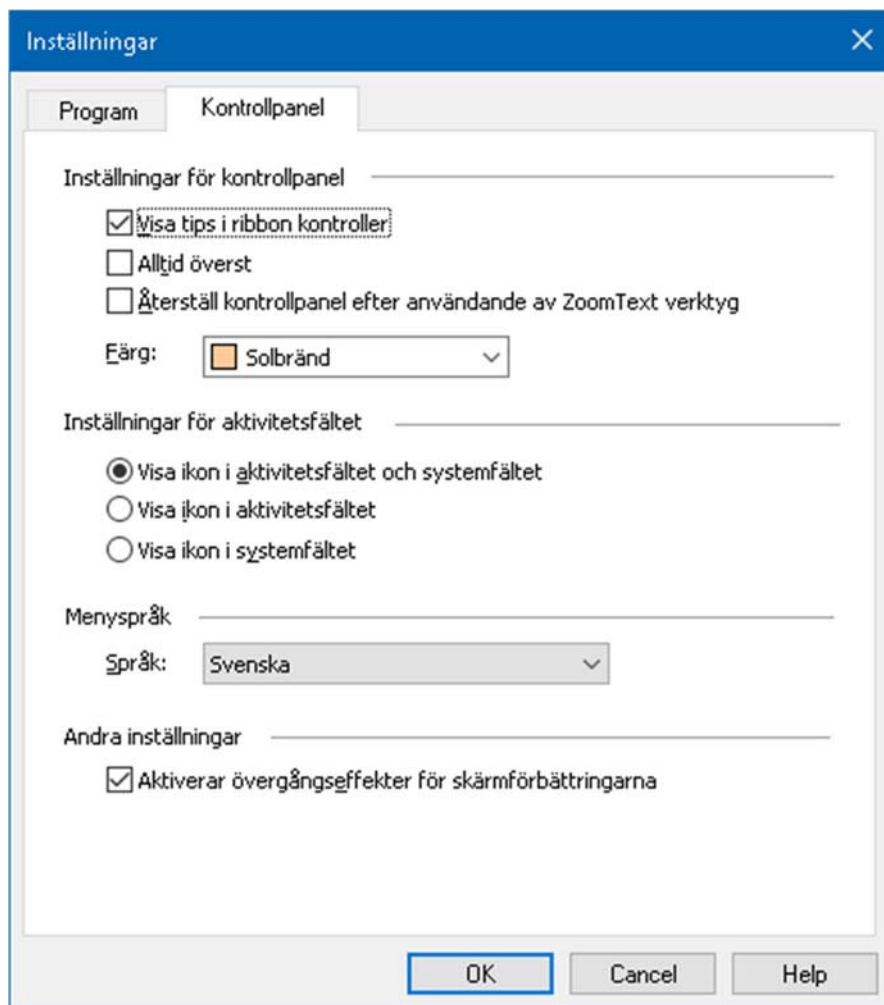 Inställningar
Program
Kontrollpanel
Inställningar för kontrollpanel
Visa tips i ribbon kontroller
Alltid överst
Återställ kontrollpanel efter användande av ZoomText verktyg
Färg:
Solbränd
Inställningar för aktivitetsfältet
Visa ikon i aktivitetsfältet och systemfältet
Visa ikon i aktivitetsfältet
Visa ikon i systemfältet
Menyspråk
Språk:
Svenska
Andra inställningar
Aktiverar övergångseffekter för skärmförbättringarna
OK
Cancel
Help